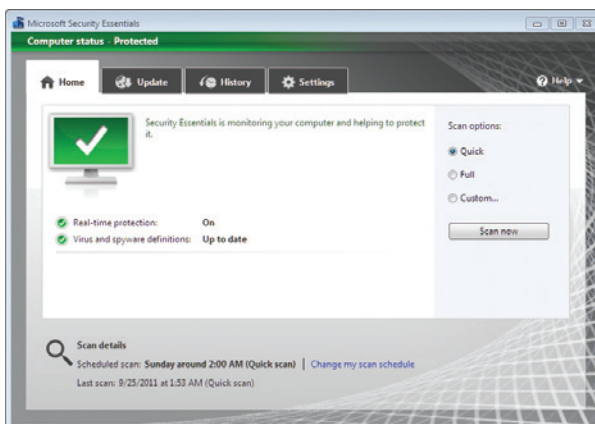 Microsoft Security Essentials
Computer status - Protected
Home
Update
History
Settings
Help
Security Essentials is monitoring your computer and helping to protect
it.
Real-time protection: On
Virus and spyware definitions: Up to date
Scan options:
Quick
Full
Custom...
Scan now
Scan details
Scheduled scan: Sunday around 2:00 AM (Quick scan) | Change my scan schedule
Last scan: 9/25/2011 at 1:53 AM (Quick scan)